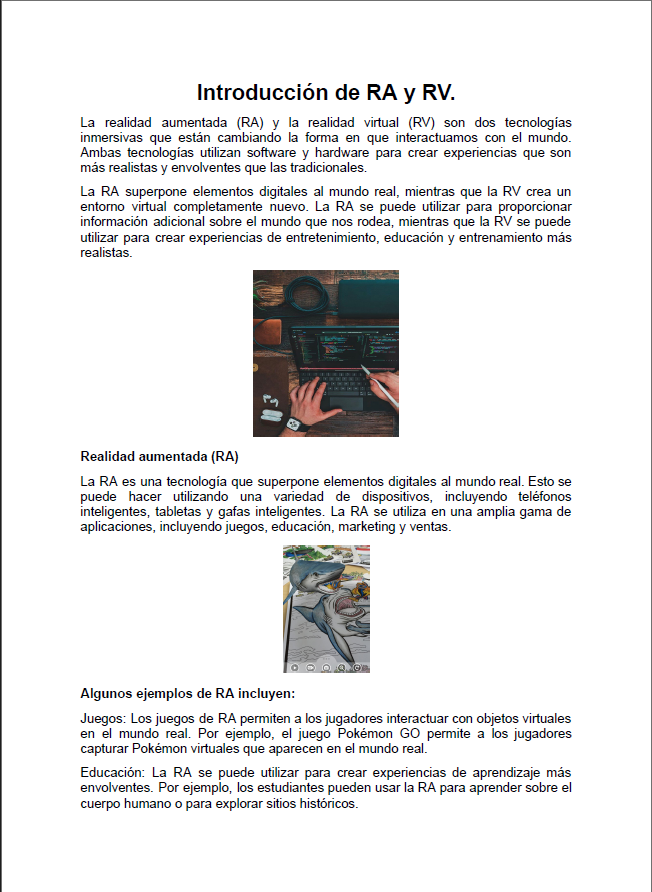 Introducción de RA y RV.
La realidad aumentada (RA) y la realidad virtual (RV) son dos tecnologías
inmersivas que están cambiando la forma en que interactuamos con el mundo.
Ambas tecnologías utilizan software y hardware para crear experiencias que son
más realistas y envolventes que las tradicionales.
La RA superpone elementos digitales al mundo real, mientras que la RV crea un
entorno virtual completamente nuevo. La RA se puede utilizar para proporcionar
información adicional sobre el mundo que nos rodea, mientras que la RV se puede
utilizar para crear experiencias de entretenimiento, educación y entrenamiento más
realistas.
Realidad aumentada (RA)
La RA es una tecnología que superpone elementos digitales al mundo real. Esto se
puede hacer utilizando una variedad de dispositivos, incluyendo teléfonos
inteligentes, tabletas y gafas inteligentes. La RA se utiliza en una amplia gama de
aplicaciones, incluyendo juegos, educación, marketing y ventas.
Algunos ejemplos de RA incluyen:
Juegos: Los juegos de RA permiten a los jugadores interactuar con objetos virtuales
en el mundo real. Por ejemplo, el juego Pokémon GO permite a los jugadores
capturar Pokémon virtuales que aparecen en el mundo real.
Educación: La RA se puede utilizar para crear experiencias de aprendizaje más
envolventes. Por ejemplo, los estudiantes pueden usar la RA para aprender sobre el
cuerpo humano o para explorar sitios históricos.